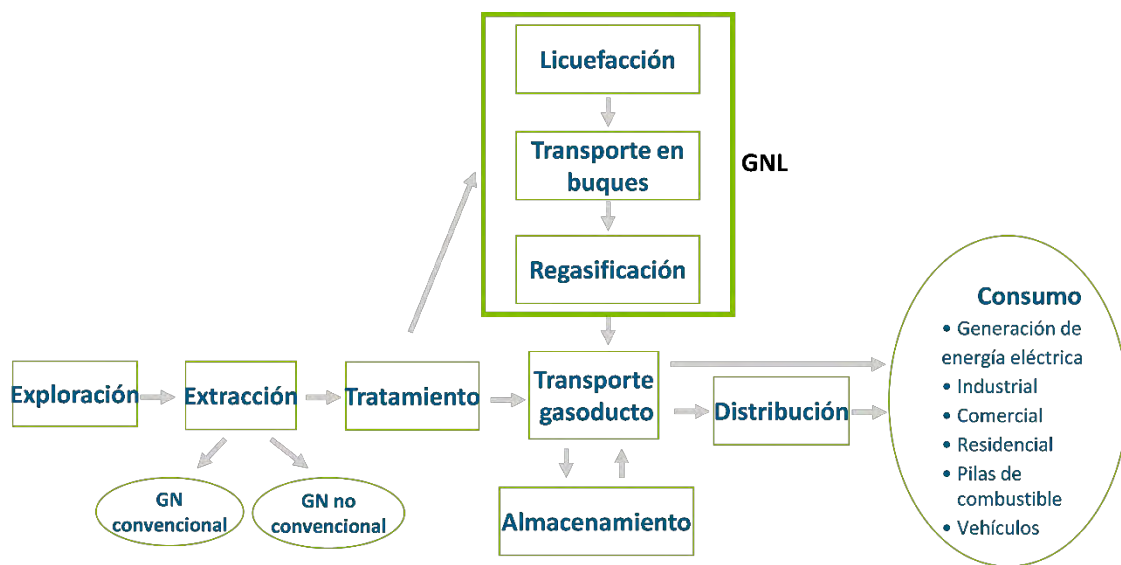 Licuefacción
Transporte en
buques
GNL
Regasificación
Exploración
Extracción
Tratamiento
Transporte
gasoducto
Distribución
GN
convencional
GN no
convencional
Almacenamiento
Consumo
• Generación de
energía eléctrica
• Industrial
• Comercial
• Residencial
• Pilas de
combustible
• Vehículos